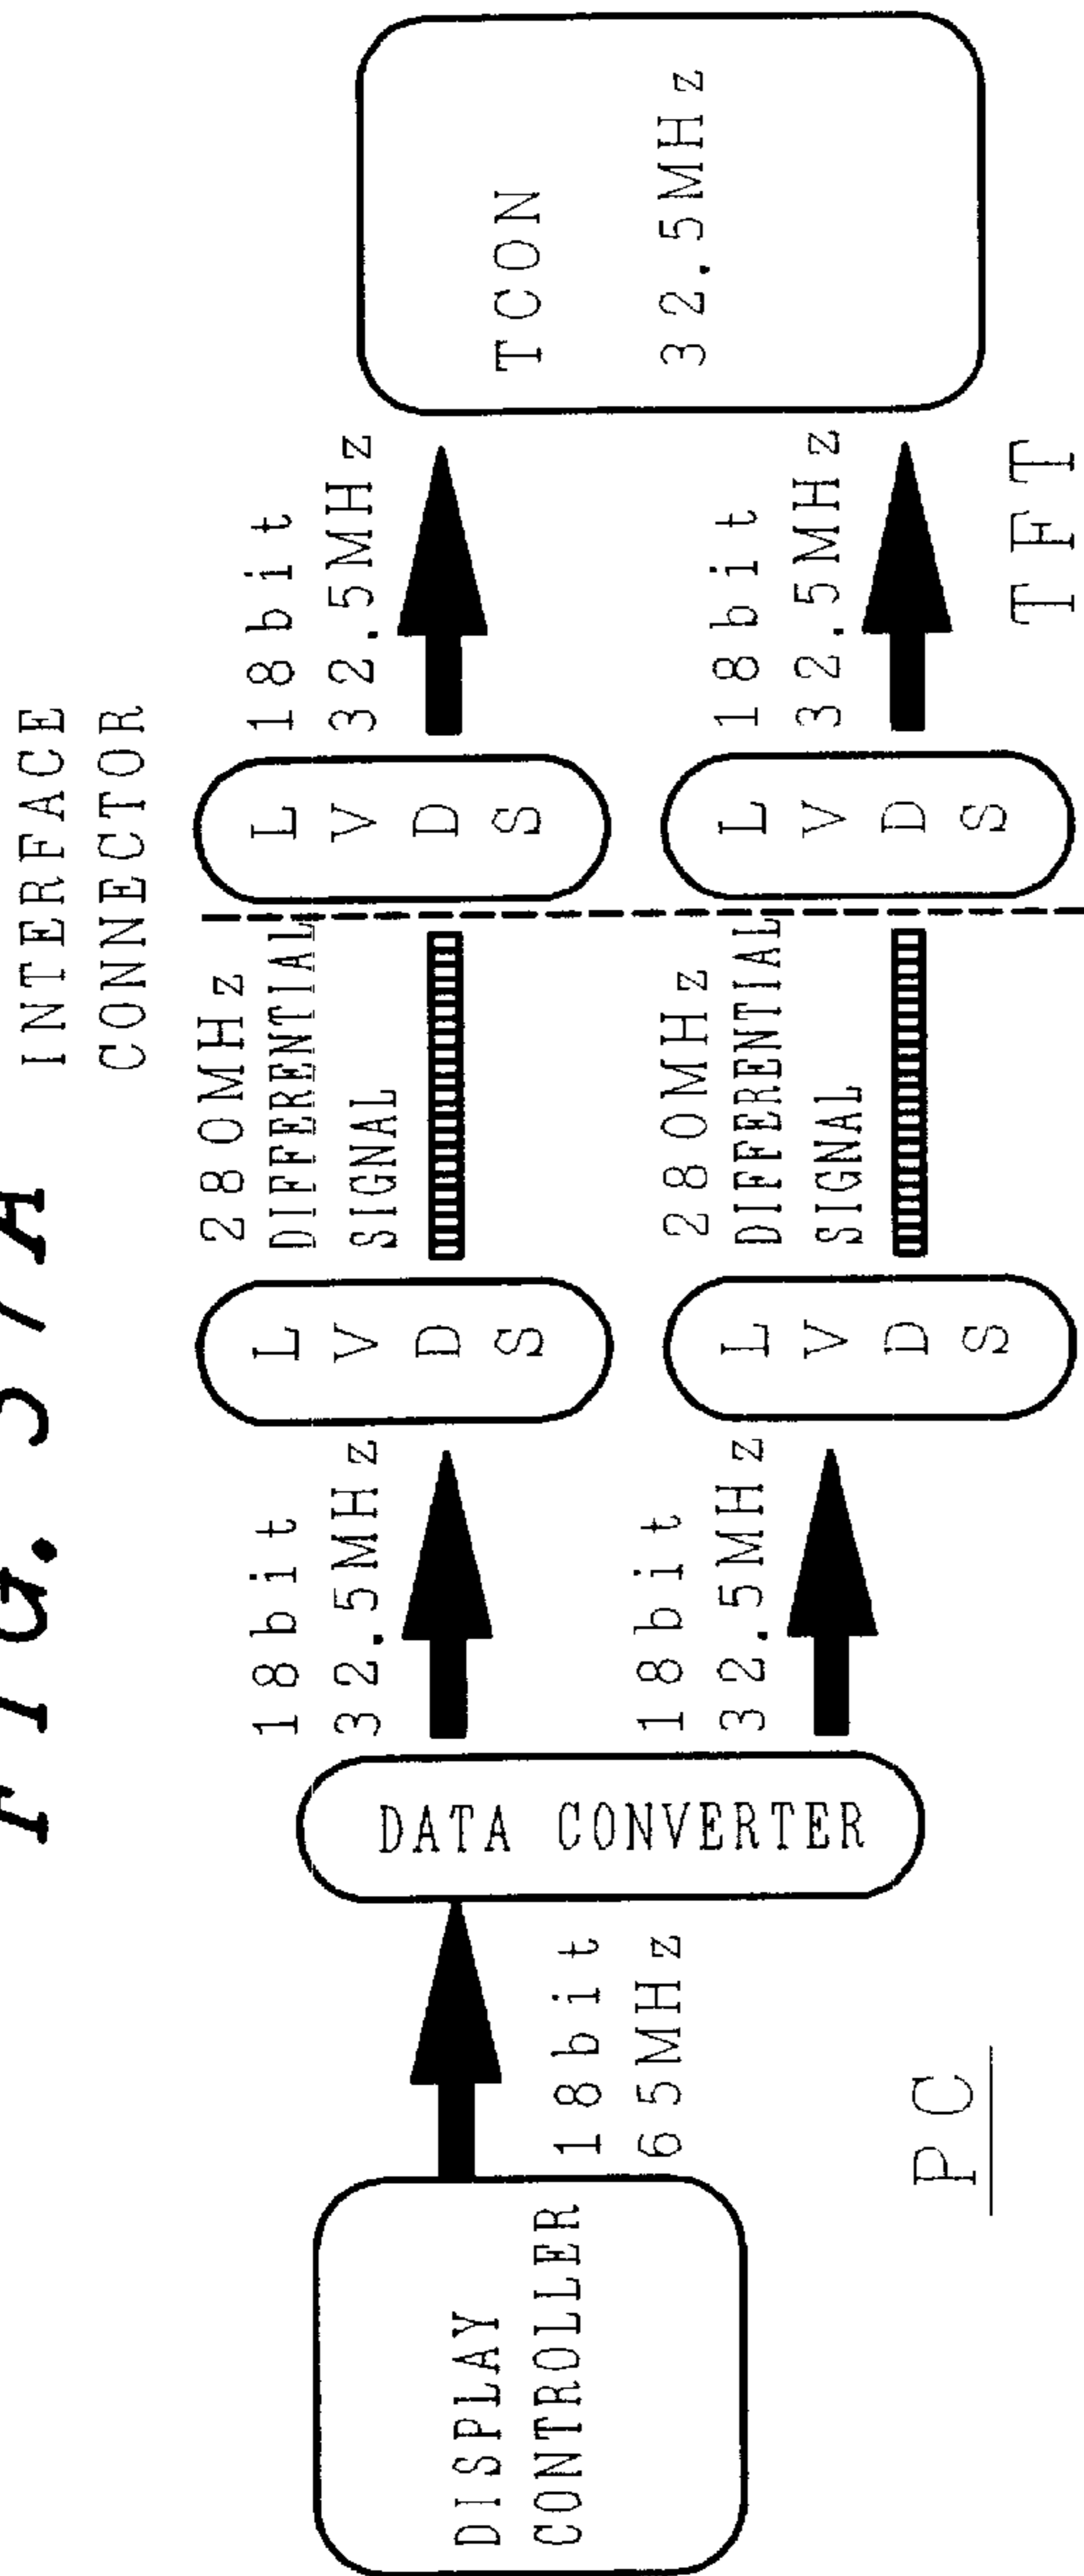 FIG. 37A
INTERFACE
CONNECTOR
DISPLAY
CONTROLLER
18bit
65MHz
DATA CONVERTER
18bit
32.5MHz
LVDS
280MHz
DIFFERENTIAL
SIGNAL
LVDS
18bit
32.5MHz
18bit
32.5MHz
LVDS
280MHz
DIFFERENTIAL
SIGNAL
LVDS
18bit
32.5MHz
TCON
32.5MHz
PC
TFT